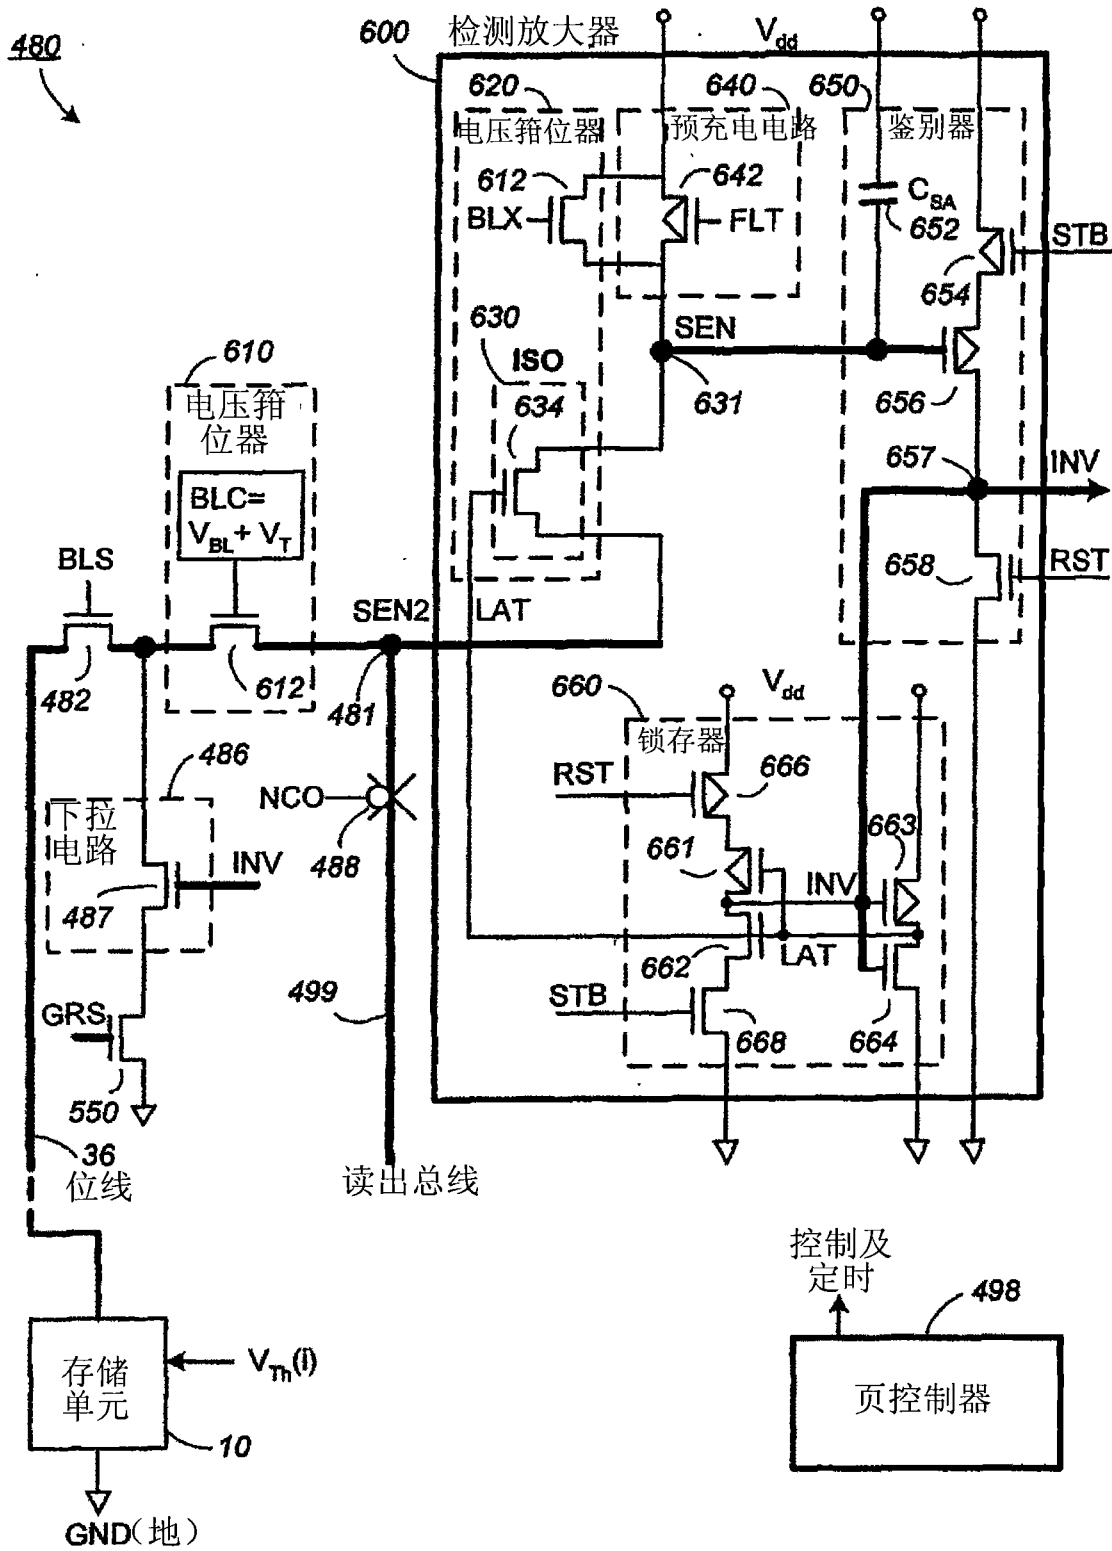 480
600
检测放大器
Vdd
620
640
650
电压箝位器
预充电电路
鉴别器
612
642
BLX
FLT
CSA
652
STB
654
630
SEN
ISO
634
631
656
610
电压箝
位器
657
INV
BLC=
VBL + VT
BLS
658
RST
SEN2
LAT
482
612
481
660
Vdd
锁存器
486
RST
666
NCO
下拉
电路
488
661
663
INV
INV
487
662
LAT
499
STB
GRS
668
664
550
36
位线
读出总线
控制及
定时
498
存储
单元
VTh(i)
页控制器
10
GND(地)